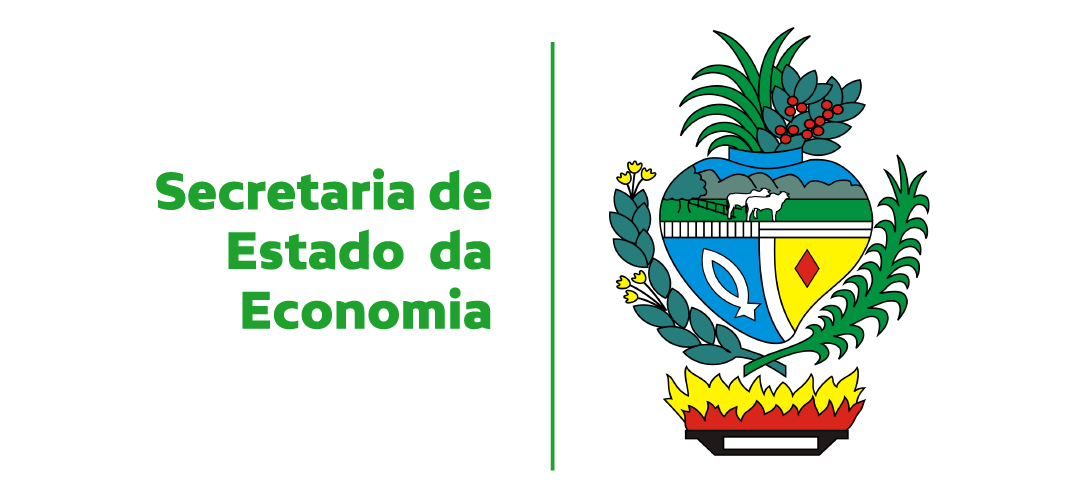 Secretaria de
Estado da
Economia